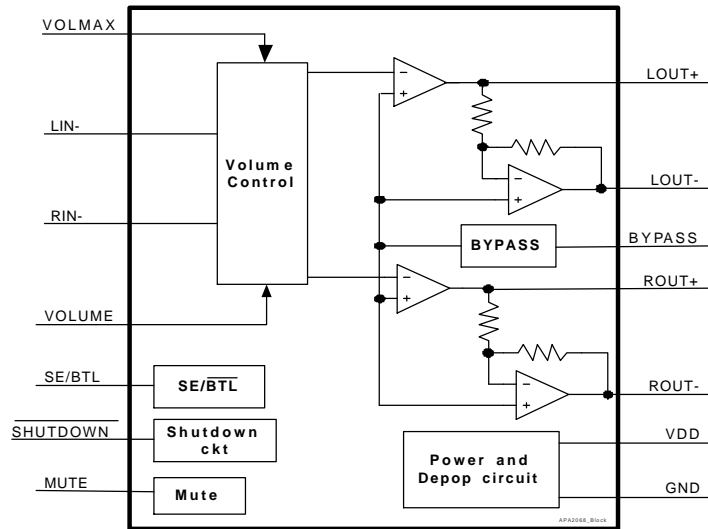 VOLMAX
LOUT+
LIN-
Volume
Control
LOUT-
RIN-
BYPASS
BYPASS
ROUT+
VOLUME
SE/BTL
SE/BTL
ROUT-
SHUTDOWN
Shutdown
ckt
VDD
Power and
Depop circuit
MUTE
Mute
GND
APA2068_Block